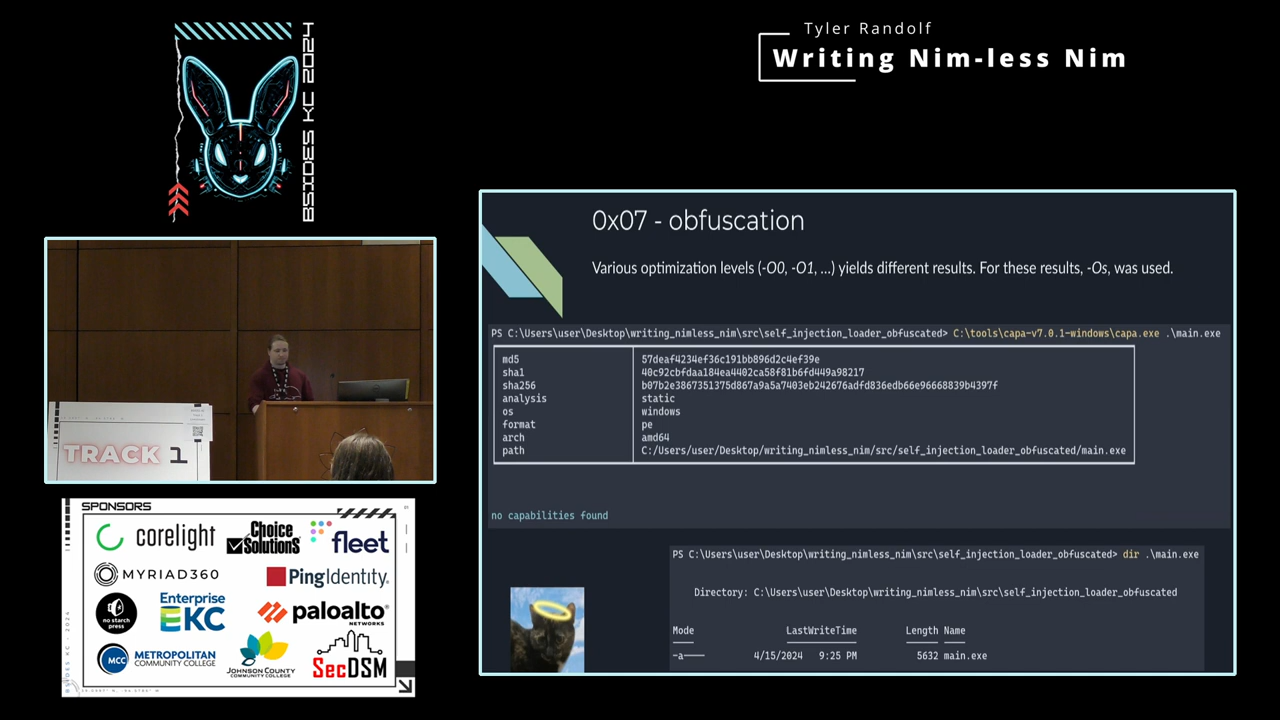 Tyler Randolf
Writing Nim-less Nim
BSIDES KC 2024
TRACK 1
SPONSORS
corelight
Choice Solutions
fleet
MYRIAD360
PingIdentity.
no starch press
Enterprise KC
paloalto NETWORKS
MCC METROPOLITAN COMMUNITY COLLEGE
JOHNSON COUNTY COMMUNITY COLLEGE
SecDSM
0x07 - obfuscation
Various optimization levels (-O0, -O1, ...) yields different results. For these results, -Os, was used.
PS C:\Users\user\Desktop\writing_nimless_nim\src\self_injection_loader_obfuscated> C:\tools\capa-v7.0.1-windows\capa.exe .\main.exe
md5 57deaf4234ef36c191bb896d2c4ef39e
sha1 40c92cbfdaa184ea4402ca58f81b6fd449a98217
sha256 b07b2e3867351375d867a9a5a7403eb242676adfd836edb66e96668839b4397f
analysis static
os windows
format pe
arch amd64
path C:/Users/user/Desktop/writing_nimless_nim/src/self_injection_loader_obfuscated/main.exe
no capabilities found
PS C:\Users\user\Desktop\writing_nimless_nim\src\self_injection_loader_obfuscated> dir .\main.exe
Directory: C:\Users\user\Desktop\writing_nimless_nim\src\self_injection_loader_obfuscated
Mode LastWriteTime Length Name
-a---- 4/15/2024 9:25 PM 5632 main.exe